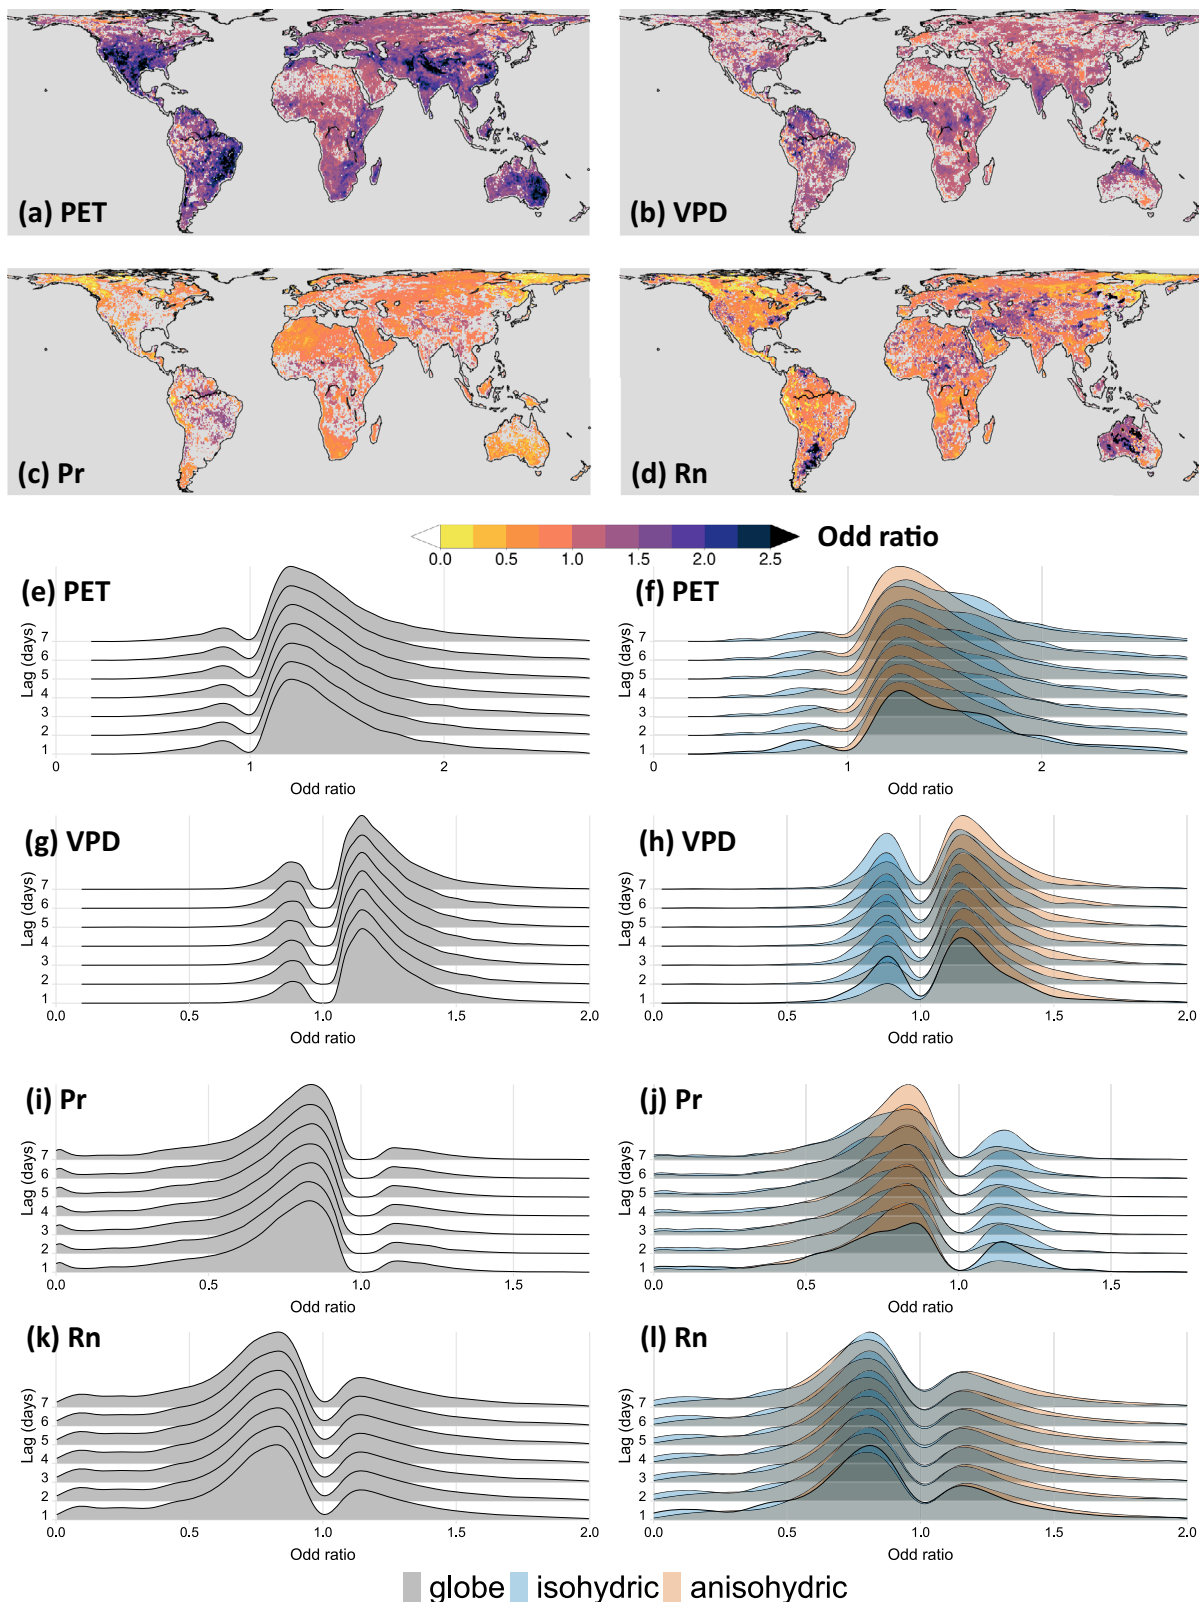 (a) PET
(b) VPD
(c) Pr
(d) Rn
0.0 0.5 1.0 1.5 2.0 2.5
Odd ratio
(e) PET
Lag (days)
7
6
5
4
3
2
1
0 1 2
Odd ratio
(f) PET
Lag (days)
7
6
5
4
3
2
1
0 1 2
Odd ratio
(g) VPD
Lag (days)
7
6
5
4
3
2
1
0.0 0.5 1.0 1.5 2.0
Odd ratio
(h) VPD
Lag (days)
7
6
5
4
3
2
1
0.0 0.5 1.0 1.5 2.0
Odd ratio
(i) Pr
Lag (days)
7
6
5
4
3
2
1
0.0 0.5 1.0 1.5
Odd ratio
(j) Pr
Lag (days)
7
6
5
4
3
2
1
0.0 0.5 1.0 1.5
Odd ratio
(k) Rn
Lag (days)
7
6
5
4
3
2
1
0.0 0.5 1.0 1.5 2.0
Odd ratio
(l) Rn
Lag (days)
7
6
5
4
3
2
1
0.0 0.5 1.0 1.5 2.0
Odd ratio
globe isohydric anisohydric